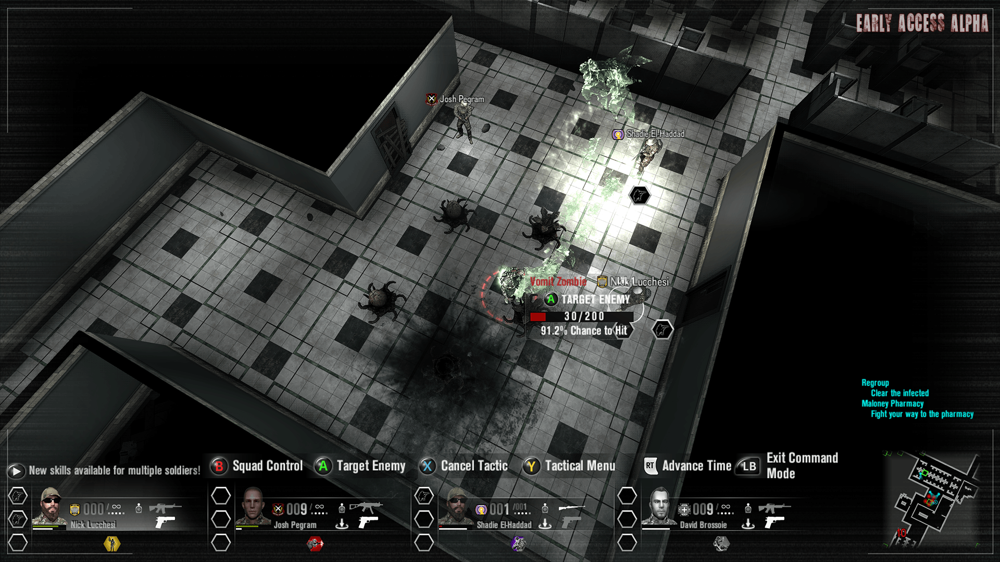 EARLY ACCESS ALPHA
Josh Pegram
Shadie El-Haddad
Vomit Zombie
Nick Lucchesi
A TARGET ENEMY
30/200
91.2% Chance to Hit
Regroup
Clear the infected
Maloney Pharmacy
Fight your way to the pharmacy
New skills available for multiple soldiers!
B Squad Control
A Target Enemy
X Cancel Tactic
Y Tactical Menu
RT Advance Time
LB Exit Command
Mode
000/∞
Nick Lucchesi
009/∞
Josh Pegram
001/001
Shadie El-Haddad
009/∞
David Brossoie
10